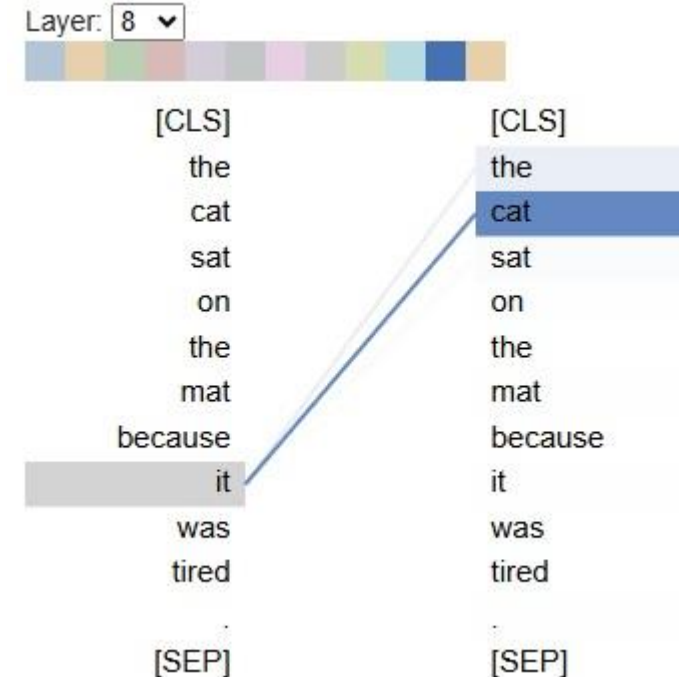 Layer: 8
[CLS] [CLS]
the the
cat cat
sat sat
on on
the the
mat mat
because because
it it
was was
tired tired
. .
[SEP] [SEP]